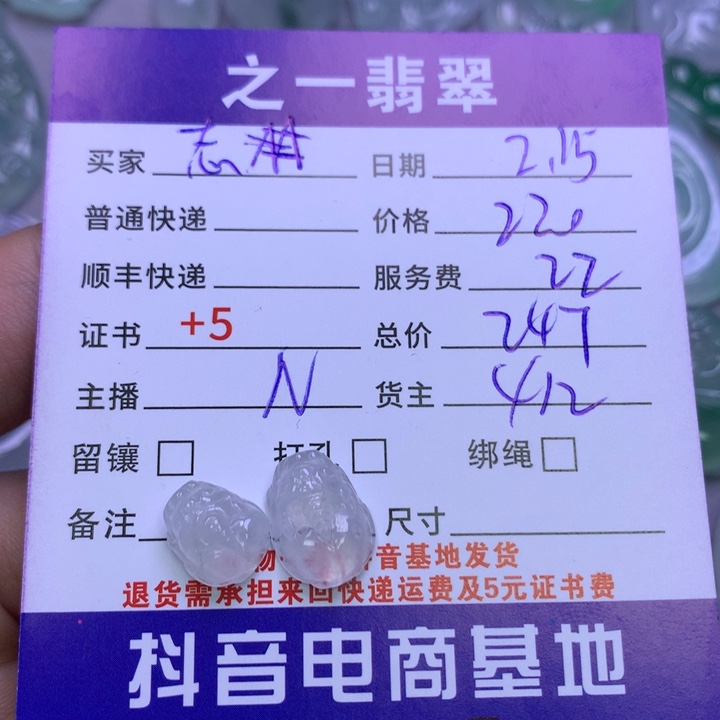 之一翡翠
买家 志 日期 2.15
普通快递 价格 220
顺丰快递 服务费 22
证书 +5 总价 247
主播 N 货主 412
留镶 打孔 绑绳
备注 尺寸
音基地发货
退货需承担来回快递运费及5元证书费
抖音电商基地